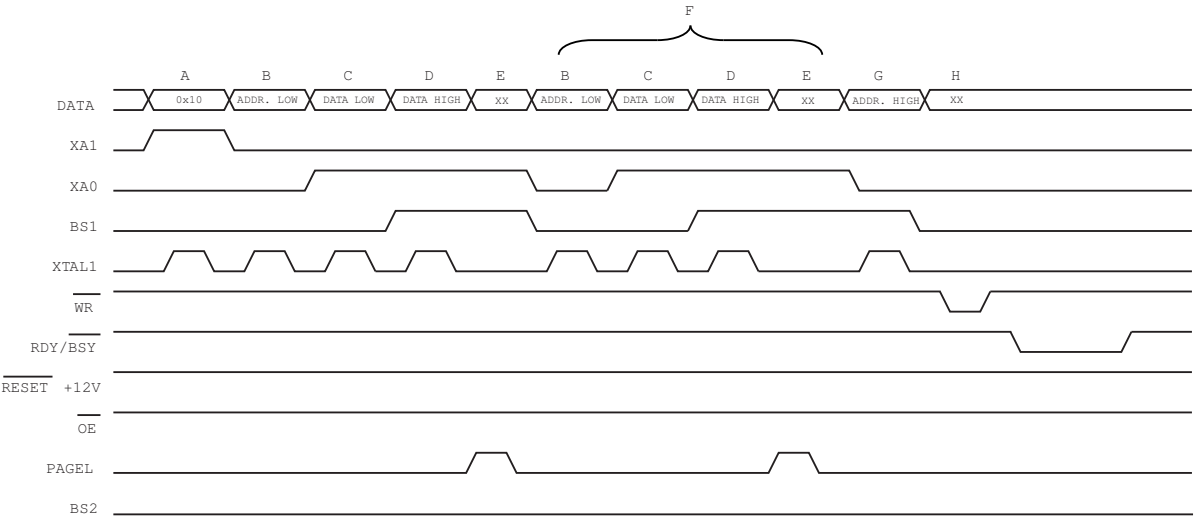 F
A B C D E B C D E G H
DATA 0x10 ADDR. LOW DATA LOW DATA HIGH XX ADDR. LOW DATA LOW DATA HIGH XX ADDR. HIGH XX
XA1
XA0
BS1
XTAL1
WR
RDY/BSY
RESET +12V
OE
PAGEL
BS2